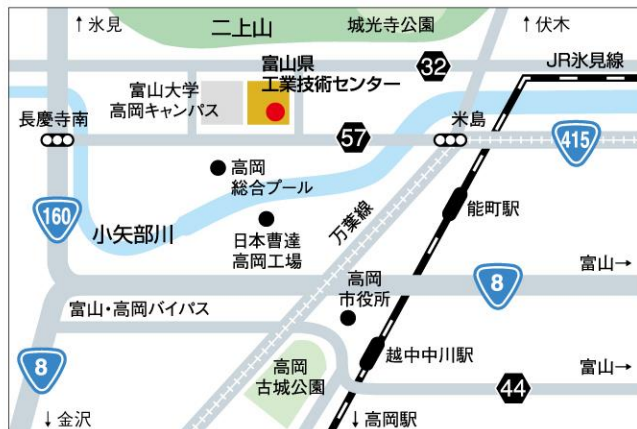 ↑氷見
二上山
城光寺公園
↑伏木
富山県
工業技術センター
32
JR氷見線
富山大学
高岡キャンパス
長慶寺南
57
米島
415
高岡
総合プール
160
小矢部川
日本曹達
高岡工場
万葉線
能町駅
富山→
8
高岡
市役所
富山・高岡バイパス
8
高岡
古城公園
越中中川駅
富山→
44
↓金沢
↓高岡駅